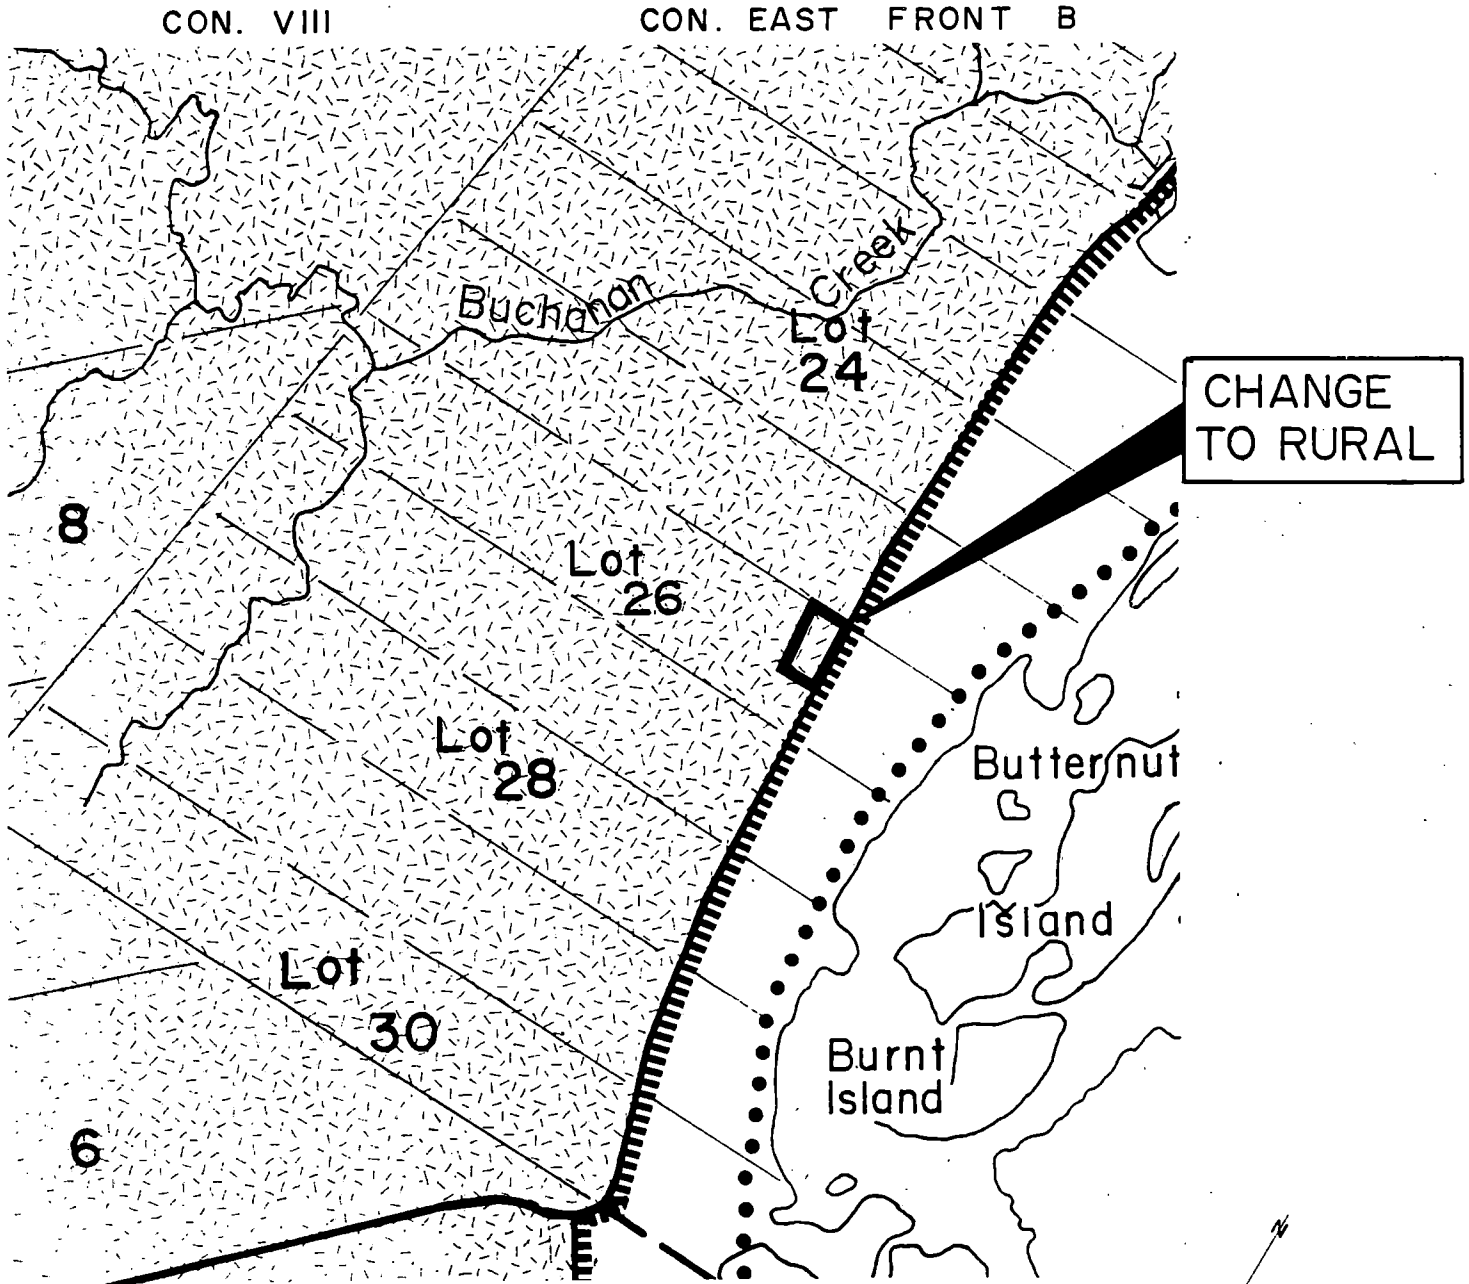 CON. VIII
CON. EAST FRONT B
Buchanan Creek
Lot
24
CHANGE
TO RURAL
8
Lot
26
Lot
28
Butternut
Island
Lot
30
Burnt
Island
6
N